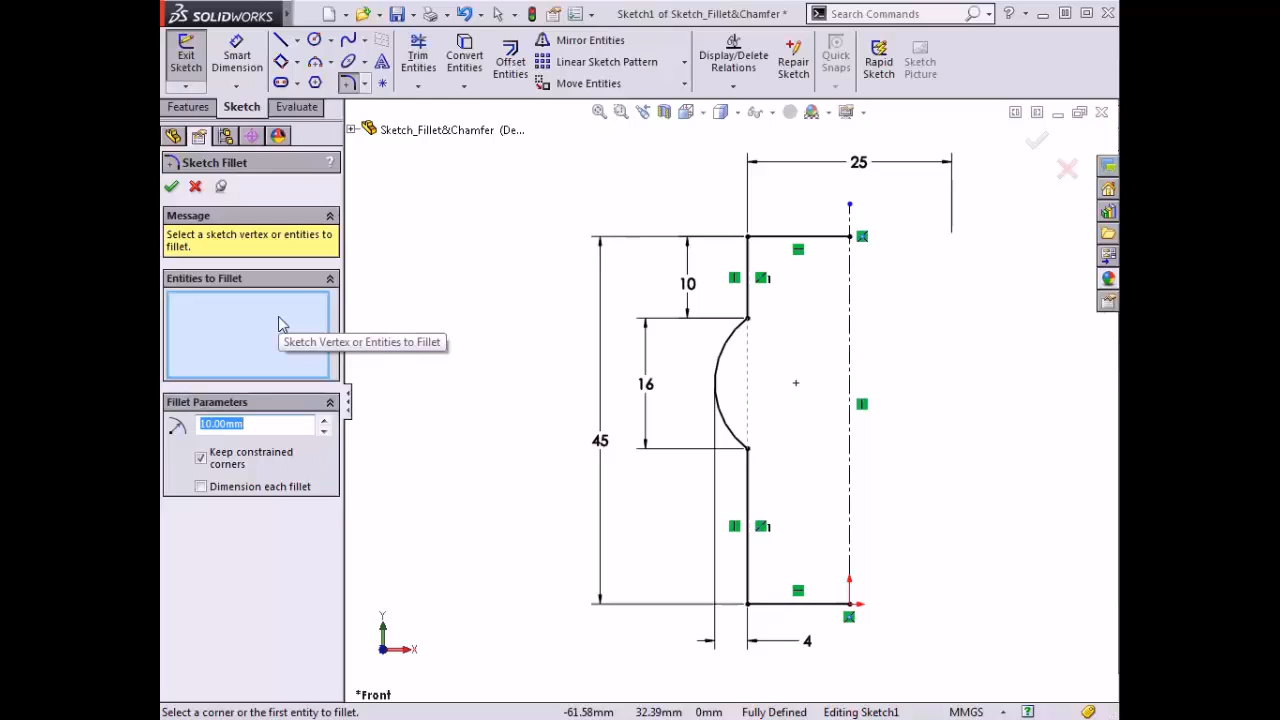 SOLIDWORKS
Sketch1 of Sketch_Fillet&Chamfer *
Search Commands
Exit Sketch
Smart Dimension
Trim Entities
Convert Entities
Offset Entities
Mirror Entities
Linear Sketch Pattern
Move Entities
Display/Delete Relations
Repair Sketch
Quick Snaps
Rapid Sketch
Sketch Picture
Features
Sketch
Evaluate
Sketch_Fillet&Chamfer (De...
Sketch Fillet
?
Message
Select a sketch vertex or entities to
fillet.
Entities to Fillet
Sketch Vertex or Entities to Fillet
Fillet Parameters
10.00mm
Keep constrained
corners
Dimension each fillet
25
10
1
16
45
1
4
Y
X
*Front
Select a corner or the first entity to fillet.
-61.58mm
32.39mm
0mm
Fully Defined
Editing Sketch1
MMGS
?